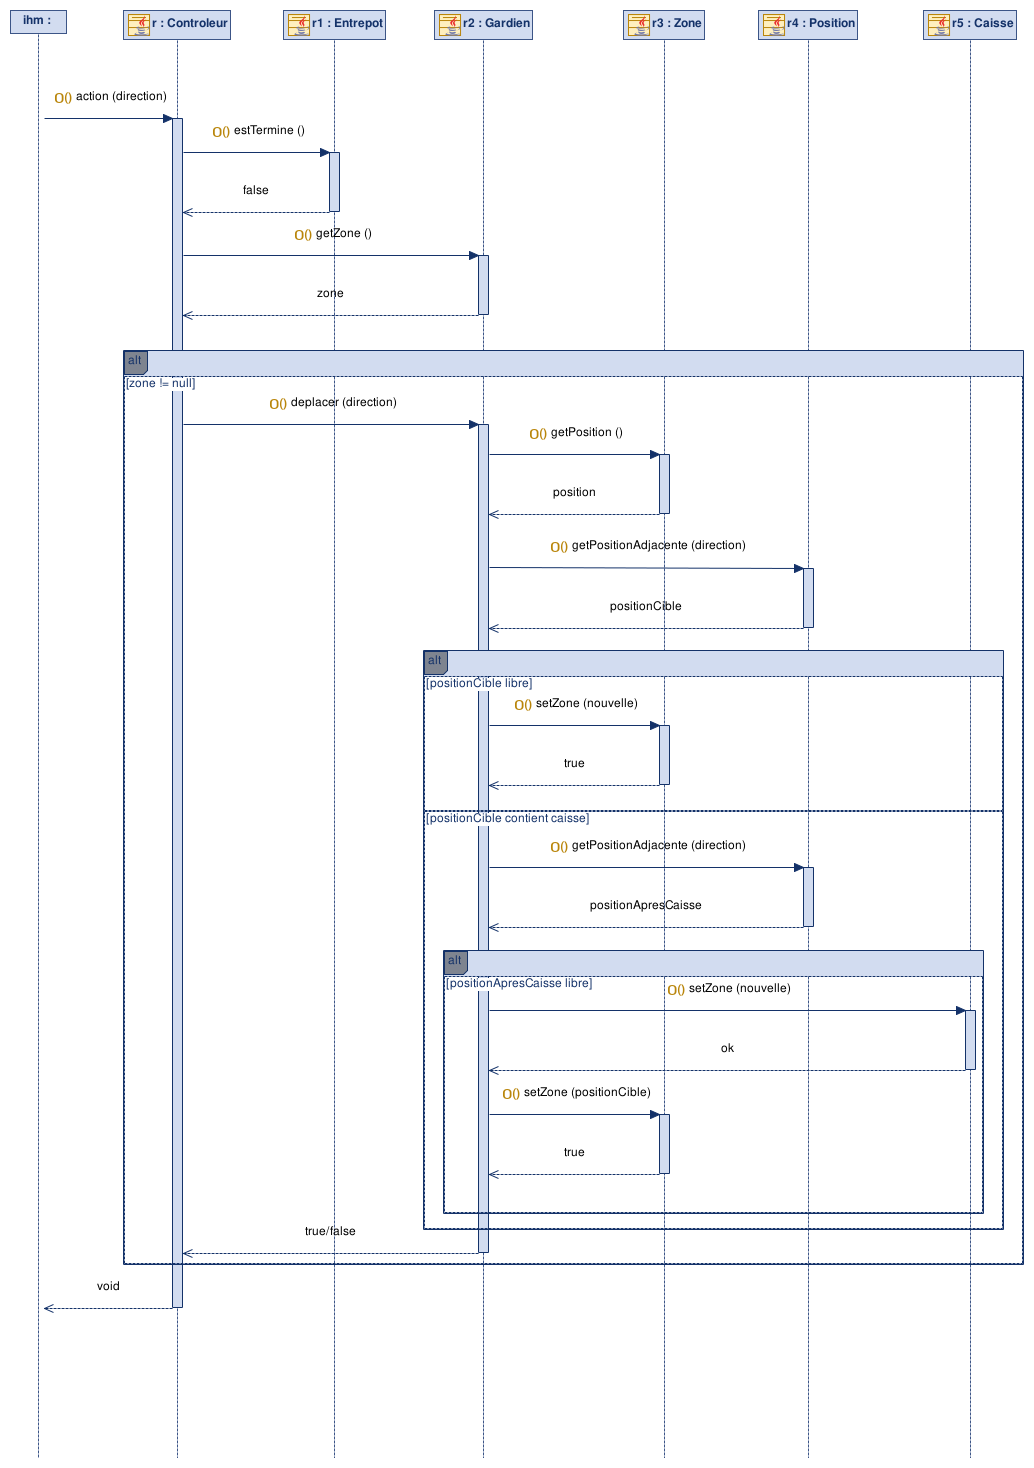 ihm :
r : Controleur
r1 : Entrepot
r2 : Gardien
r3 : Zone
r4 : Position
r5 : Caisse
O() action (direction)
O() estTermine ()
false
O() getZone ()
zone
alt
[zone != null]
O() deplacer (direction)
O() getPosition ()
position
O() getPositionAdjacente (direction)
positionCible
alt
[positionCible libre]
O() setZone (nouvelle)
true
[positionCible contient caisse]
O() getPositionAdjacente (direction)
positionApresCaisse
alt
[positionApresCaisse libre]
O() setZone (nouvelle)
ok
O() setZone (positionCible)
true
true/false
void